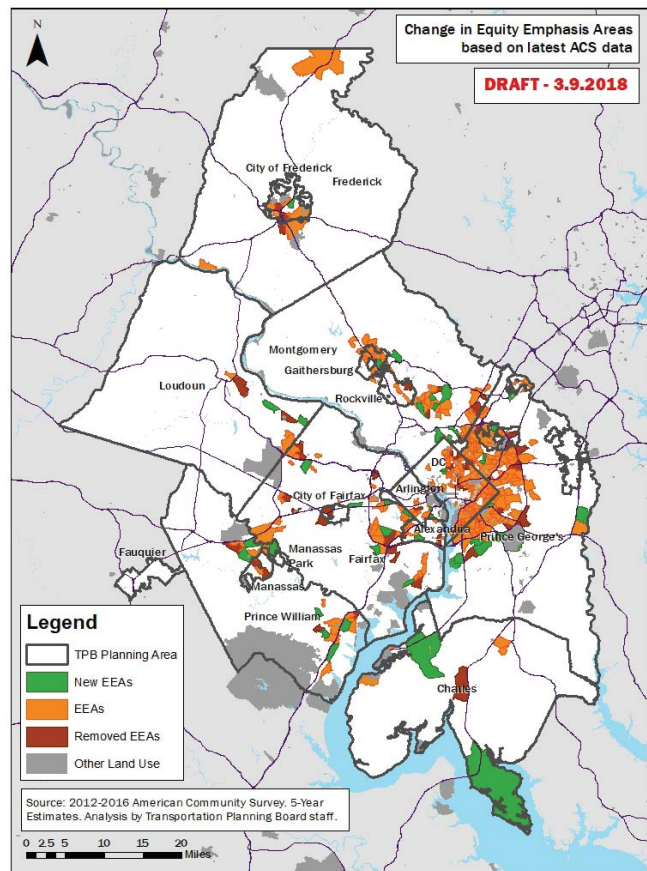 Change in Equity Emphasis Areas
based on latest ACS data
DRAFT - 3.9.2018
N
City of Frederick
Frederick
Montgomery
Gaithersburg
Loudoun
Rockville
DC
City of Fairfax
Arlington
Alexandria
Prince George's
Fauquier
Manassas
Park
Fairfax
Manassas
Prince William
Charles
Legend
TPB Planning Area
New EEAs
EEAs
Removed EEAs
Other Land Use
Source: 2012-2016 American Community Survey, 5-Year
Estimates. Analysis by Transportation Planning Board staff.
0 2.5 5 10 15 20
Miles